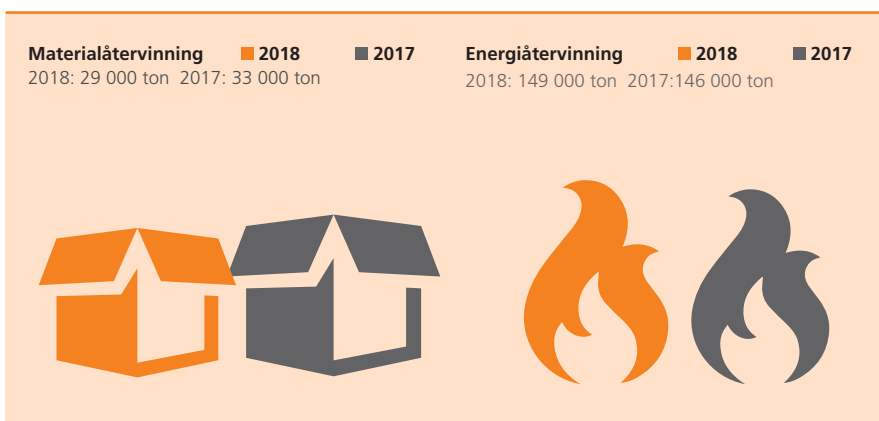 Materialåtervinning 2018 2017
2018: 29 000 ton 2017: 33 000 ton
Energiåtervinning 2018 2017
2018: 149 000 ton 2017:146 000 ton